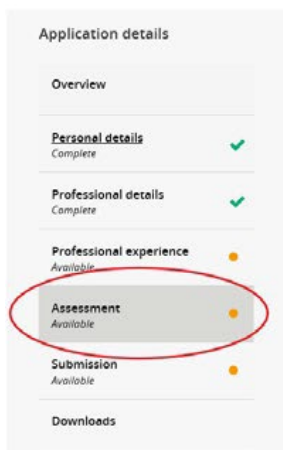 Application details
Overview
Personal details
Complete
Professional details
Complete
Professional experience
Available
Assessment
Available
Submission
Available
Downloads